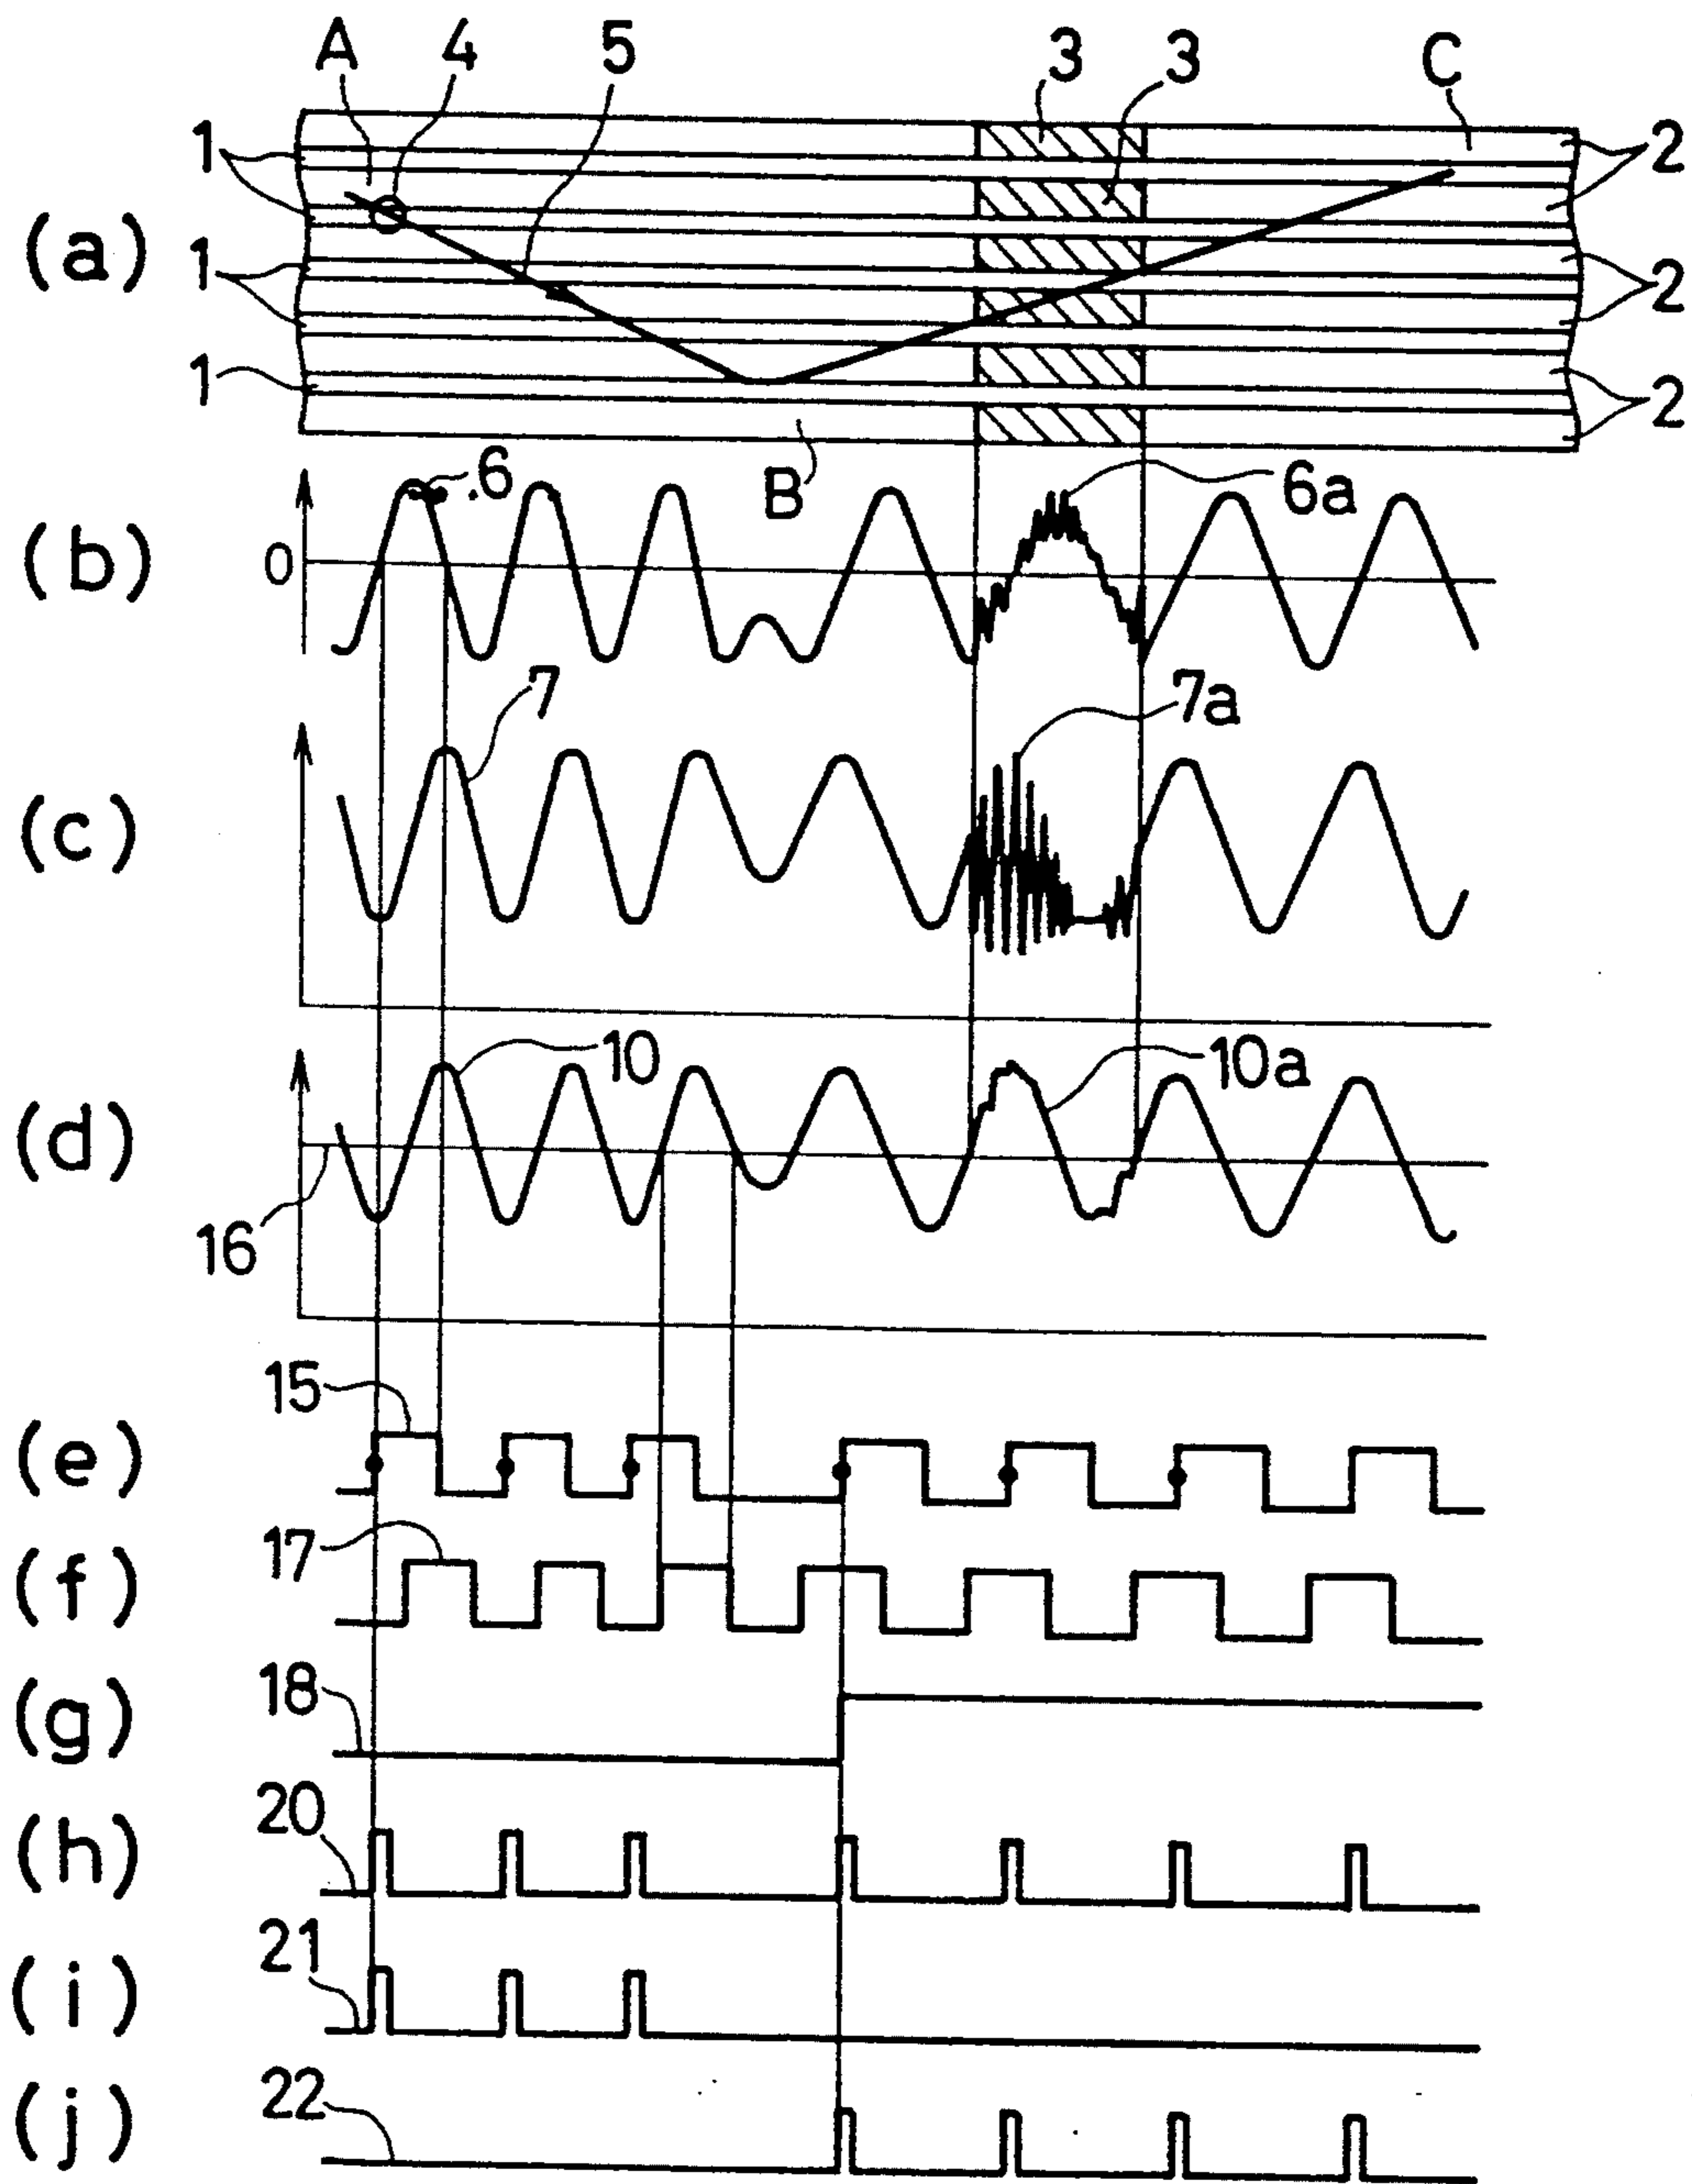 A 4 5 3 3 C
1 2
(a)
1 2
1 2
.6 B 6a
(b) 0
7 7a
(c)
10 10a
(d)
16
15
(e)
17
(f)
18
(g)
20
(h)
21
(i)
22
(j)